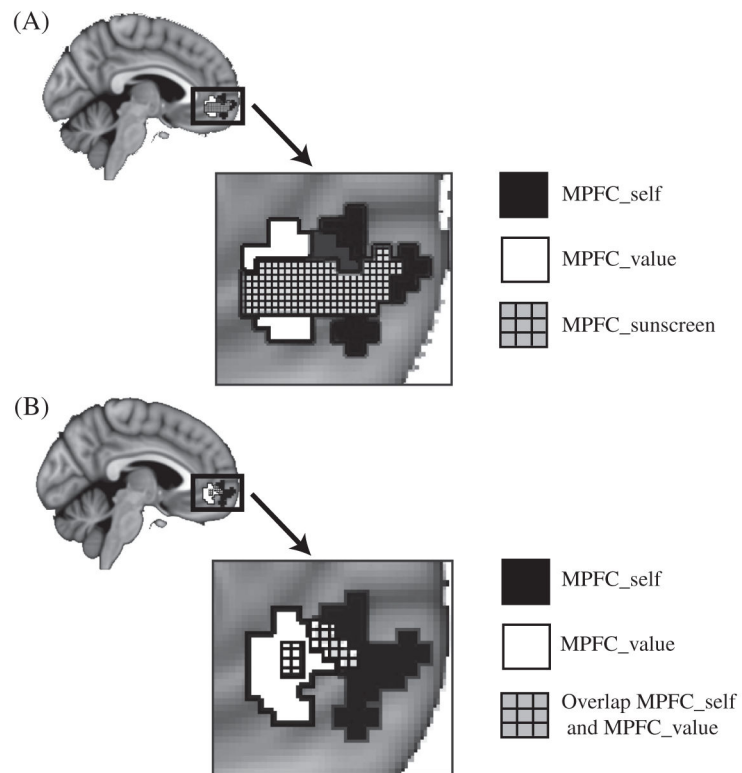 (A)
MPFC_self
MPFC_value
MPFC_sunscreen
(B)
MPFC_self
MPFC_value
Overlap MPFC_self
and MPFC_value